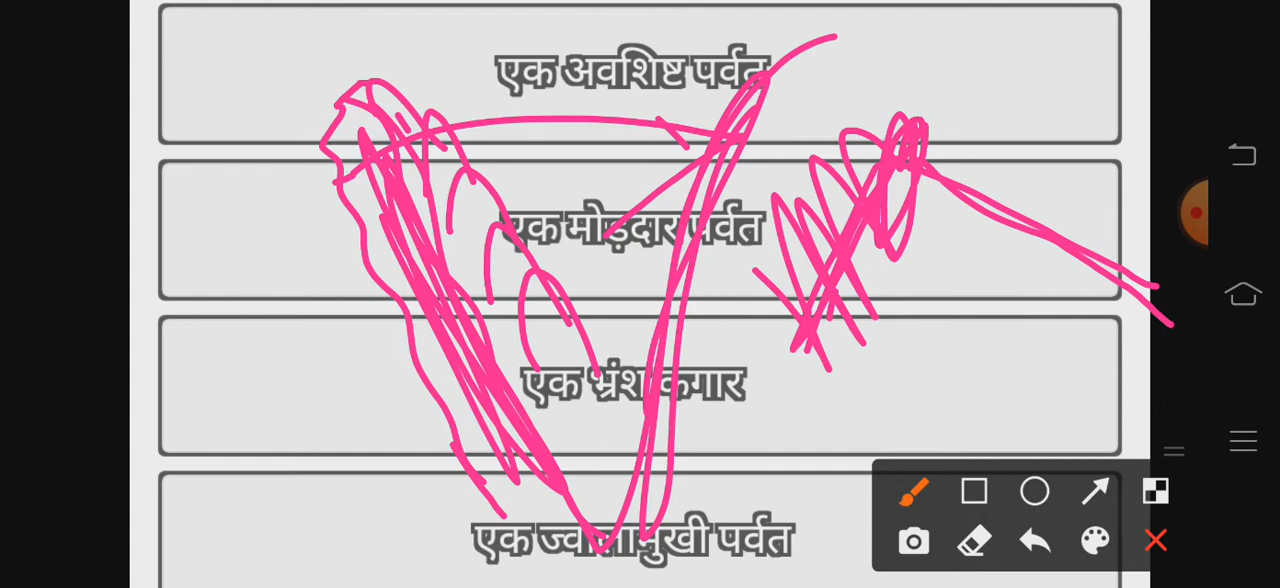 एक अवशिष्ट पर्वत
एक मोड़दार पर्वत
एक भ्रंश कगार
एक ज्वालामुखी पर्वत